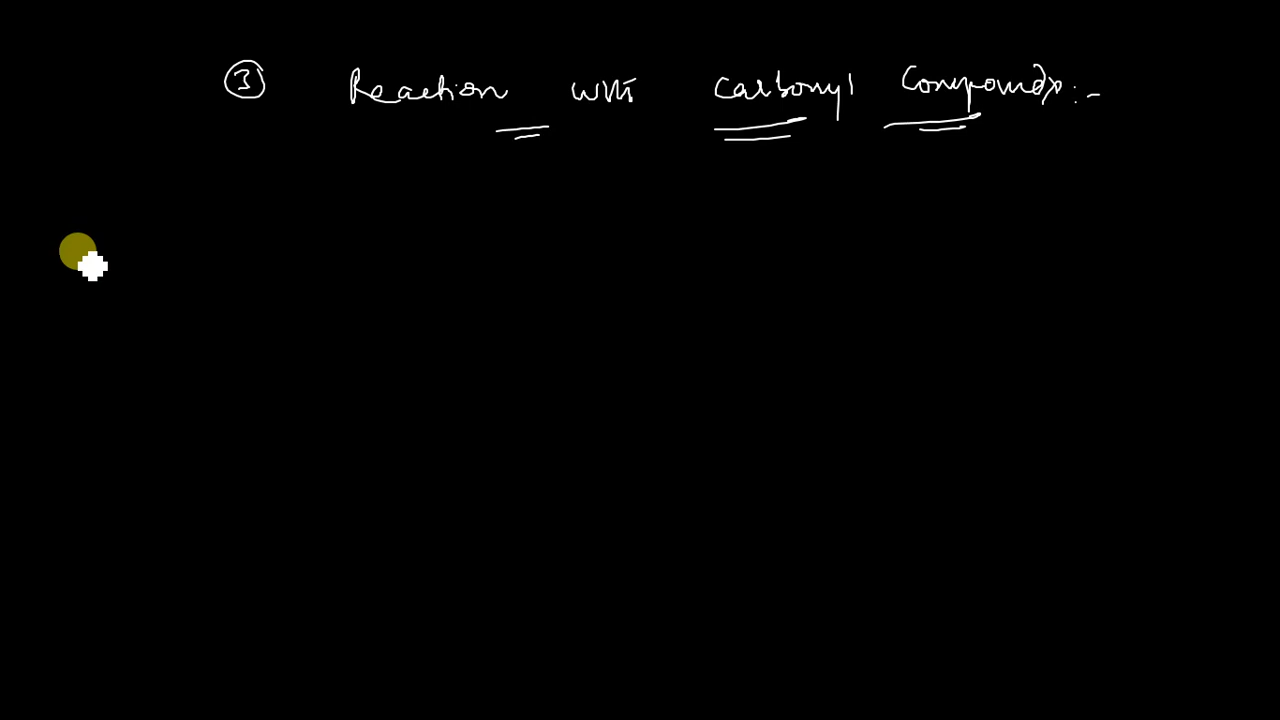 ③ Reaction with Carbonyl Compounds :-